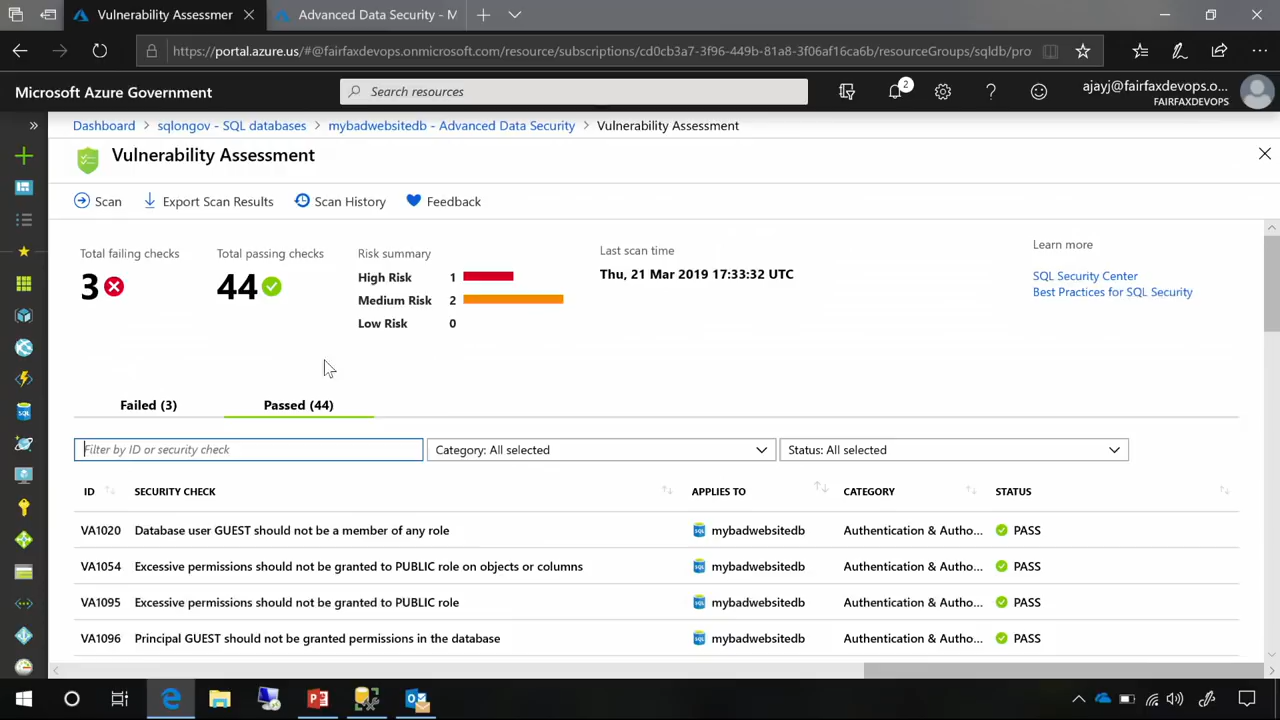 Vulnerability Assessmer
Advanced Data Security - M
https://portal.azure.us/#@fairfaxdevops.onmicrosoft.com/resource/subscriptions/cd0cb3a7-3f96-449b-81a8-3f06af16ca6b/resourceGroups/sqldb/pro
Microsoft Azure Government
Search resources
2
ajayj@fairfaxdevops.o...
FAIRFAXDEVOPS
Dashboard > sqlongov - SQL databases > mybadwebsitedb - Advanced Data Security > Vulnerability Assessment
Vulnerability Assessment
Scan Export Scan Results Scan History Feedback
Total failing checks Total passing checks Risk summary Last scan time Learn more
3 44
High Risk 1
Medium Risk 2
Low Risk 0
Thu, 21 Mar 2019 17:33:32 UTC
SQL Security Center
Best Practices for SQL Security
Failed (3) Passed (44)
Filter by ID or security check Category: All selected Status: All selected
ID SECURITY CHECK APPLIES TO CATEGORY STATUS
VA1020 Database user GUEST should not be a member of any role mybadwebsitedb Authentication & Autho... PASS
VA1054 Excessive permissions should not be granted to PUBLIC role on objects or columns mybadwebsitedb Authentication & Autho... PASS
VA1095 Excessive permissions should not be granted to PUBLIC role mybadwebsitedb Authentication & Autho... PASS
VA1096 Principal GUEST should not be granted permissions in the database mybadwebsitedb Authentication & Autho... PASS